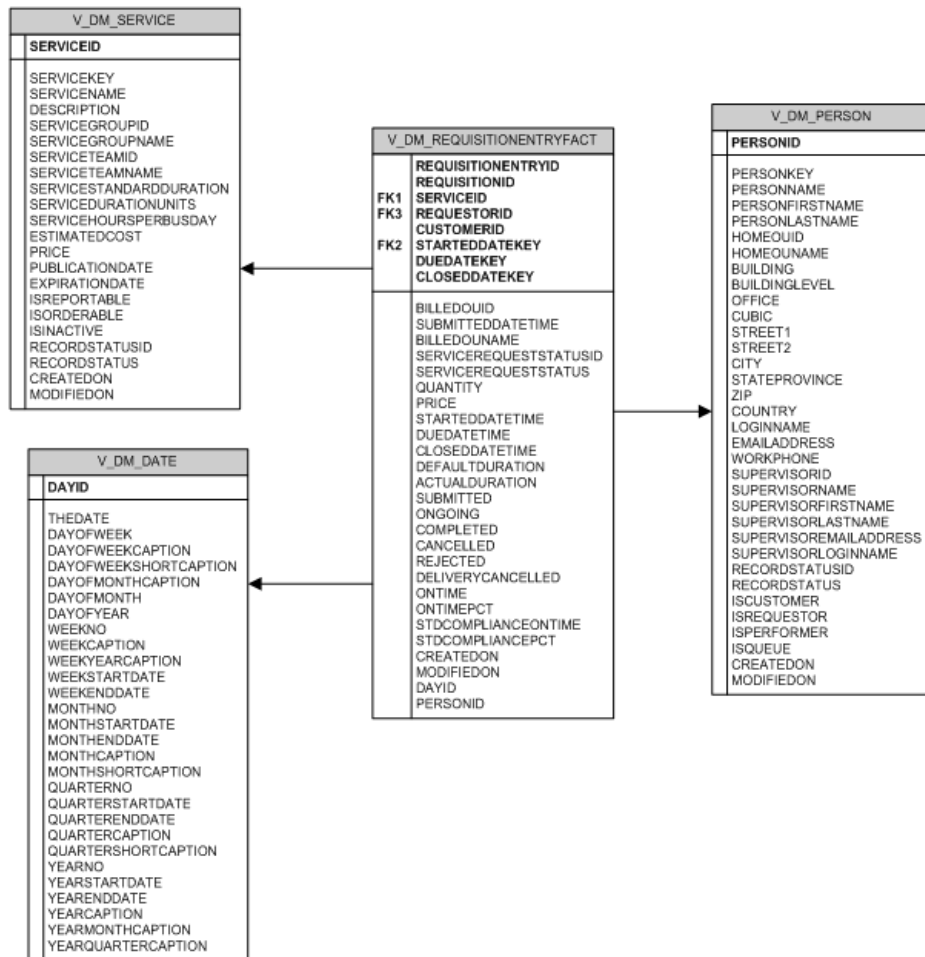 V_DM_SERVICE
SERVICEID
SERVICEKEY
SERVICENAME
DESCRIPTION
SERVICEGROUPID
SERVICEGROUPNAME
SERVICETEAMID
SERVICETEAMNAME
SERVICESTANDARDDURATION
SERVICEDURATIONUNITS
SERVICEHOURSPERBUSDAY
ESTIMATEDCOST
PRICE
PUBLICATIONDATE
EXPIRATIONDATE
ISREPORTABLE
ISORDERABLE
ISINACTIVE
RECORDSTATUSID
RECORDSTATUS
CREATEDON
MODIFIEDON
V_DM_DATE
DAYID
THEDATE
DAYOFWEEK
DAYOFWEEKCAPTION
DAYOFWEEKSHORTCAPTION
DAYOFMONTHCAPTION
DAYOFMONTH
DAYOFYEAR
WEEKNO
WEEKCAPTION
WEEKYEARCAPTION
WEEKSTARTDATE
WEEKENDDATE
MONTHNO
MONTHSTARTDATE
MONTHENDDATE
MONTHCAPTION
MONTHSHORTCAPTION
QUARTERNO
QUARTERSTARTDATE
QUARTERENDDATE
QUARTERCAPTION
QUARTERSHORTCAPTION
YEARNO
YEARSTARTDATE
YEARENDDATE
YEARCAPTION
YEARMONTHCAPTION
YEARQUARTERCAPTION
V_DM_REQUISITIONENTRYFACT
REQUISITIONENTRYID
REQUISITIONID
FK1 SERVICEID
FK3 REQUESTORID
CUSTOMERID
FK2 STARTEDDATEKEY
DUEDATEKEY
CLOSEDDATEKEY
BILLEDOUID
SUBMITTEDDATETIME
BILLEDOUNAME
SERVICEREQUESTSTATUSID
SERVICEREQUESTSTATUS
QUANTITY
PRICE
STARTEDDATETIME
DUEDATETIME
CLOSEDDATETIME
DEFAULTDURATION
ACTUALDURATION
SUBMITTED
ONGOING
COMPLETED
CANCELLED
REJECTED
DELIVERYCANCELLED
ONTIME
ONTIMEPCT
STDCOMPLIANCEONTIME
STDCOMPLIANCEPCT
CREATEDON
MODIFIEDON
DAYID
PERSONID
V_DM_PERSON
PERSONID
PERSONKEY
PERSONNAME
PERSONFIRSTNAME
PERSONLASTNAME
HOMEOUID
HOMEOUNAME
BUILDING
BUILDINGLEVEL
OFFICE
CUBIC
STREET1
STREET2
CITY
STATEPROVINCE
ZIP
COUNTRY
LOGINNAME
EMAILADDRESS
WORKPHONE
SUPERVISORID
SUPERVISORNAME
SUPERVISORFIRSTNAME
SUPERVISORLASTNAME
SUPERVISOREMAILADDRESS
SUPERVISORLOGINNAME
RECORDSTATUSID
RECORDSTATUS
ISCUSTOMER
ISREQUESTOR
ISPERFORMER
ISQUEUE
CREATEDON
MODIFIEDON